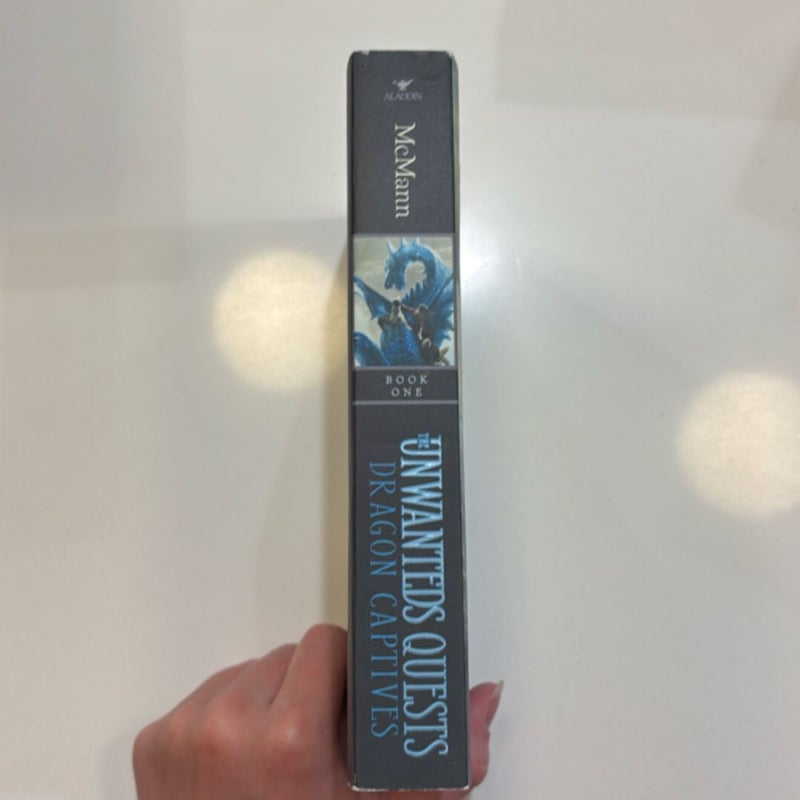 ALADDIN
McMann
BOOK
ONE
THE
UNWANTEDS QUESTS
DRAGON CAPTIVES